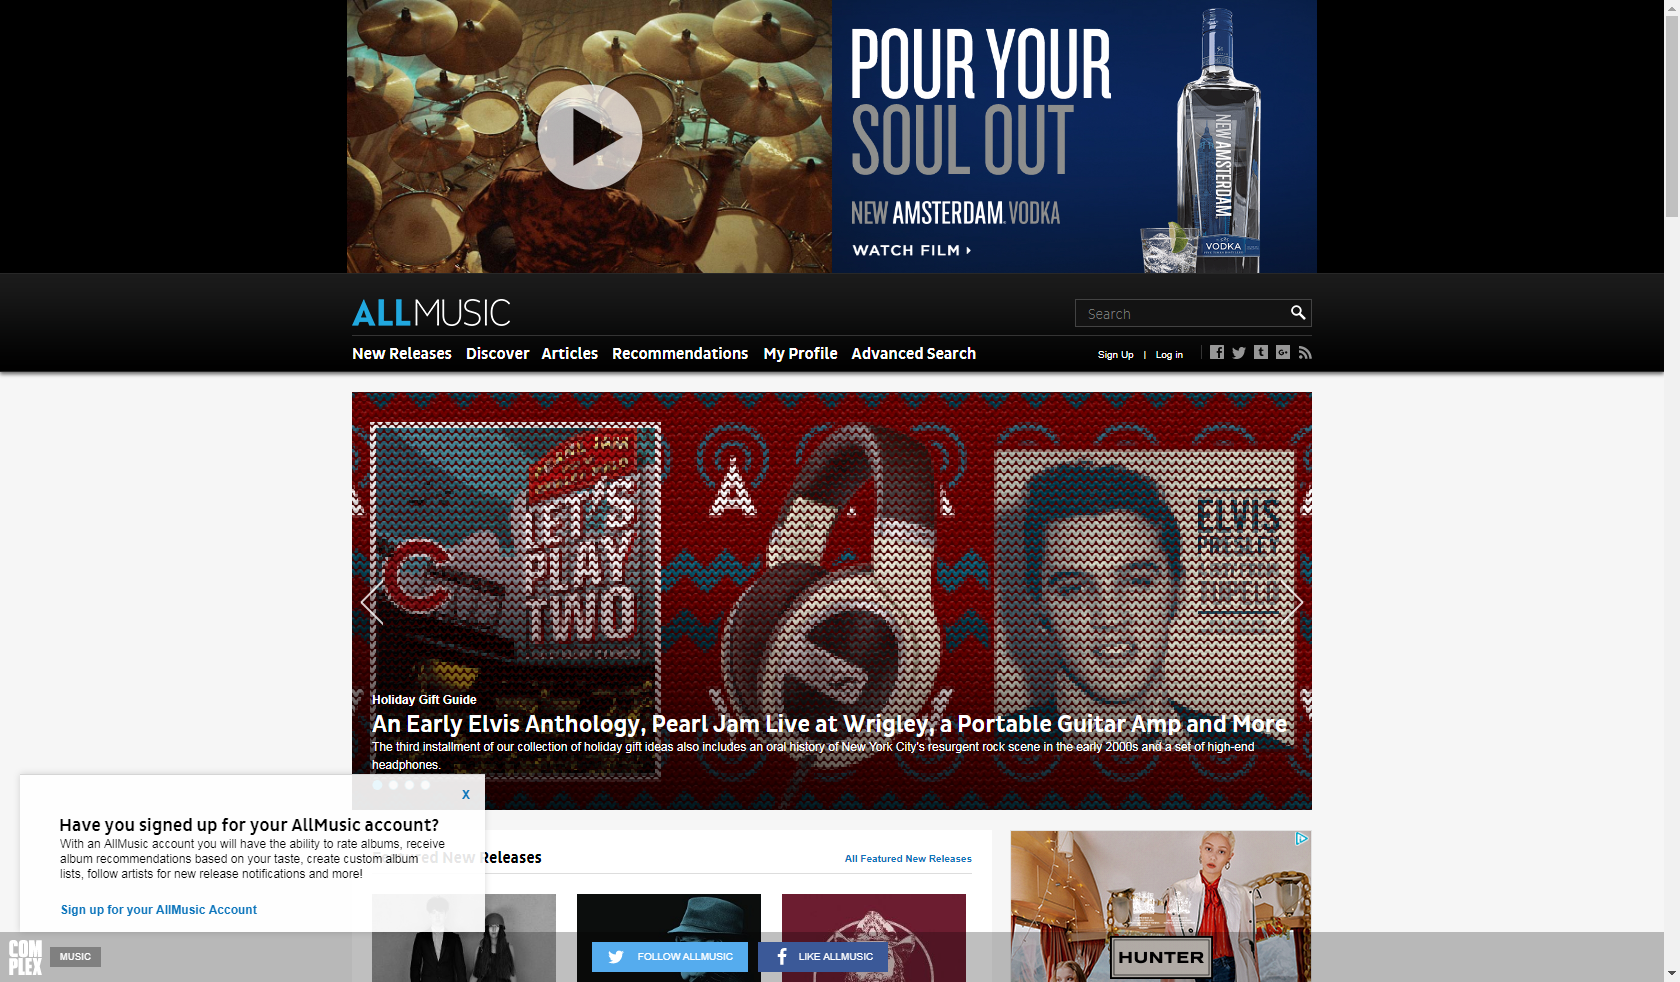 POUR YOUR
SOUL OUT
NEW AMSTERDAM. VODKA
WATCH FILM
NEW AMSTERDAM.
VODKA
ALLMUSIC
Search
New Releases Discover Articles Recommendations My Profile Advanced Search
Sign Up | Log in
LET'S
PLAY
TWO
ELVIS
PRESLEY
A BOY FROM
TUPELO
Holiday Gift Guide
An Early Elvis Anthology, Pearl Jam Live at Wrigley, a Portable Guitar Amp and More
The third installment of our collection of holiday gift ideas also includes an oral history of New York City's resurgent rock scene in the early 2000s and a set of high-end
headphones.
X
Have you signed up for your AllMusic account?
With an AllMusic account you will have the ability to rate albums, receive
album recommendations based on your taste, create custom album
lists, follow artists for new release notifications and more!
Sign up for your AllMusic Account
Featured New Releases
All Featured New Releases
HUNTER
COM
PLEX
MUSIC
FOLLOW ALLMUSIC
LIKE ALLMUSIC